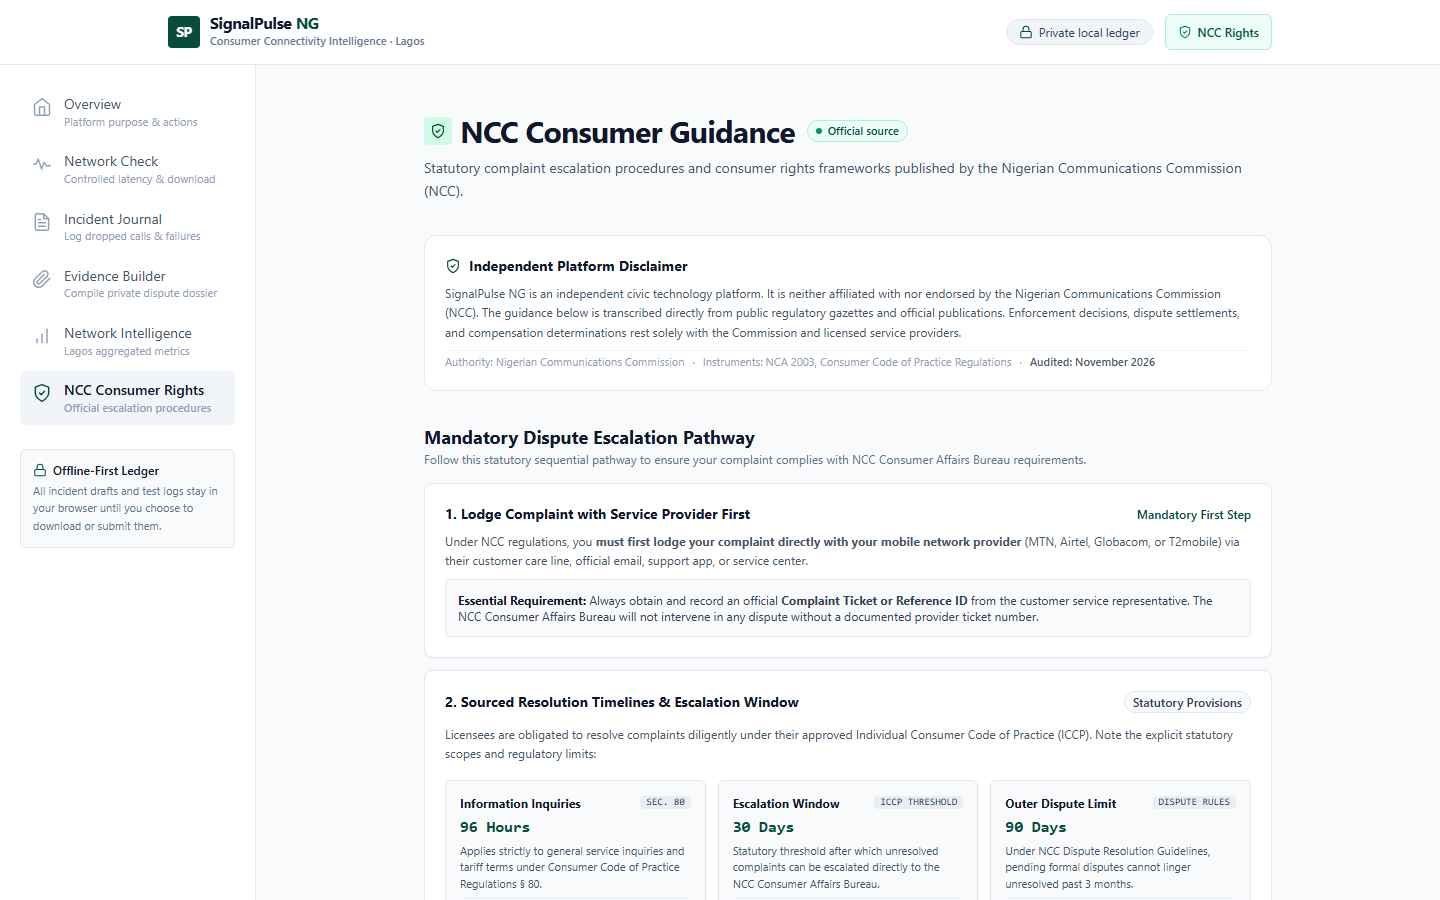 SP
SignalPulse NG
Consumer Connectivity Intelligence · Lagos
Private local ledger
NCC Rights
Overview
Platform purpose & actions
Network Check
Controlled latency & download
Incident Journal
Log dropped calls & failures
Evidence Builder
Compile private dispute dossier
Network Intelligence
Lagos aggregated metrics
NCC Consumer Rights
Official escalation procedures
Offline-First Ledger
All incident drafts and test logs stay in
your browser until you choose to
download or submit them.
NCC Consumer Guidance
Official source
Statutory complaint escalation procedures and consumer rights frameworks published by the Nigerian Communications Commission
(NCC).
Independent Platform Disclaimer
SignalPulse NG is an independent civic technology platform. It is neither affiliated with nor endorsed by the Nigerian Communications Commission
(NCC). The guidance below is transcribed directly from public regulatory gazettes and official publications. Enforcement decisions, dispute settlements,
and compensation determinations rest solely with the Commission and licensed service providers.
Authority: Nigerian Communications Commission · Instruments: NCA 2003, Consumer Code of Practice Regulations · Audited: November 2026
Mandatory Dispute Escalation Pathway
Follow this statutory sequential pathway to ensure your complaint complies with NCC Consumer Affairs Bureau requirements.
1. Lodge Complaint with Service Provider First
Mandatory First Step
Under NCC regulations, you must first lodge your complaint directly with your mobile network provider (MTN, Airtel, Globacom, or T2mobile) via
their customer care line, official email, support app, or service center.
Essential Requirement: Always obtain and record an official Complaint Ticket or Reference ID from the customer service representative. The
NCC Consumer Affairs Bureau will not intervene in any dispute without a documented provider ticket number.
2. Sourced Resolution Timelines & Escalation Window
Statutory Provisions
Licensees are obligated to resolve complaints diligently under their approved Individual Consumer Code of Practice (ICCP). Note the explicit statutory
scopes and regulatory limits:
Information Inquiries
SEC. 80
96 Hours
Applies strictly to general service inquiries and
tariff terms under Consumer Code of Practice
Regulations § 80.
Escalation Window
ICCP THRESHOLD
30 Days
Statutory threshold after which unresolved
complaints can be escalated directly to the
NCC Consumer Affairs Bureau.
Outer Dispute Limit
DISPUTE RULES
90 Days
Under NCC Dispute Resolution Guidelines,
pending formal disputes cannot linger
unresolved past 3 months.